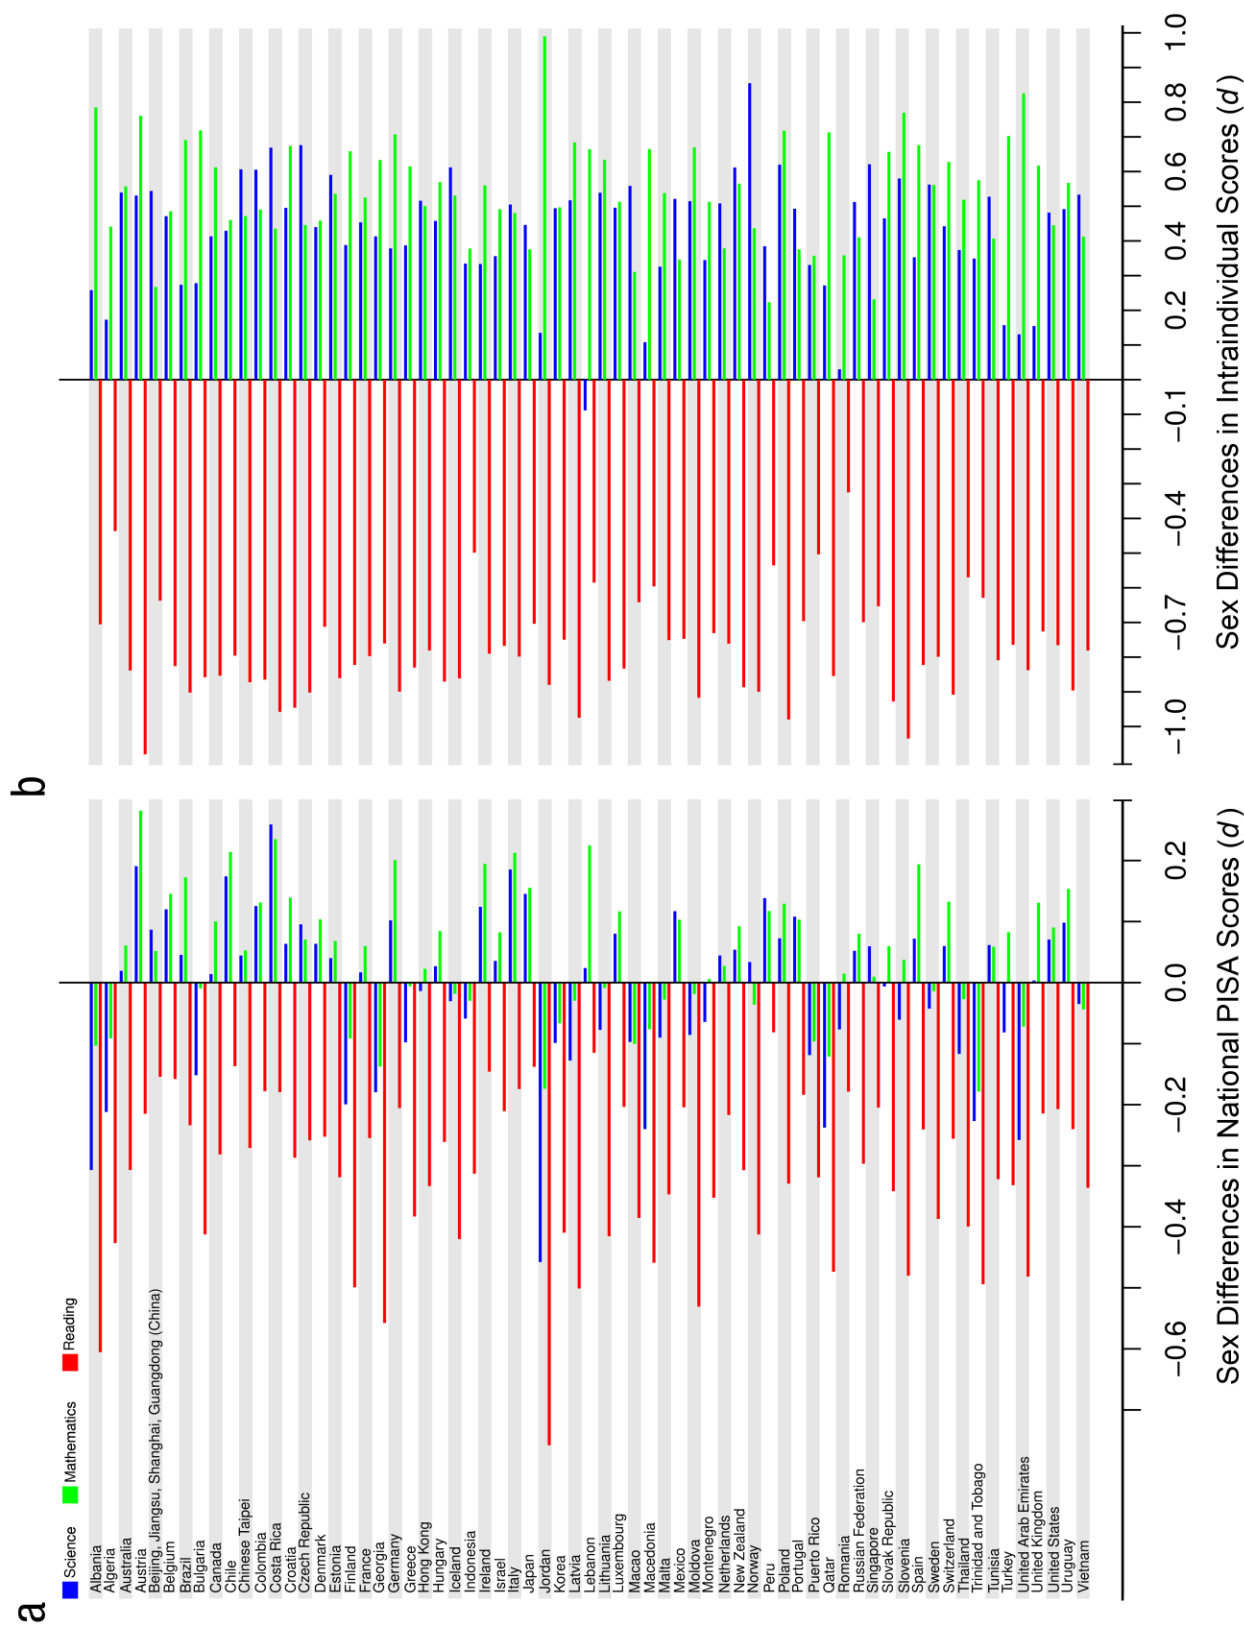 a
Science
Mathematics
Reading
Albania
Algeria
Australia
Austria
Beijing, Jiangsu, Shanghai, Guangdong (China)
Belgium
Brazil
Bulgaria
Canada
Chile
Chinese Taipei
Colombia
Costa Rica
Croatia
Czech Republic
Denmark
Estonia
Finland
France
Georgia
Germany
Greece
Hong Kong
Hungary
Iceland
Indonesia
Ireland
Israel
Italy
Japan
Jordan
Korea
Latvia
Lebanon
Lithuania
Luxembourg
Macao
Macedonia
Malta
Mexico
Moldova
Montenegro
Netherlands
New Zealand
Norway
Peru
Poland
Portugal
Puerto Rico
Qatar
Romania
Russian Federation
Singapore
Slovak Republic
Slovenia
Spain
Sweden
Switzerland
Thailand
Trinidad and Tobago
Tunisia
Turkey
United Arab Emirates
United Kingdom
United States
Uruguay
Vietnam
−0.6
−0.4
−0.2
0.0
0.2
Sex Differences in National PISA Scores (d)
b
−1.0
−0.7
−0.4
−0.1
0.2
0.4
0.6
0.8
1.0
Sex Differences in Intraindividual Scores (d)